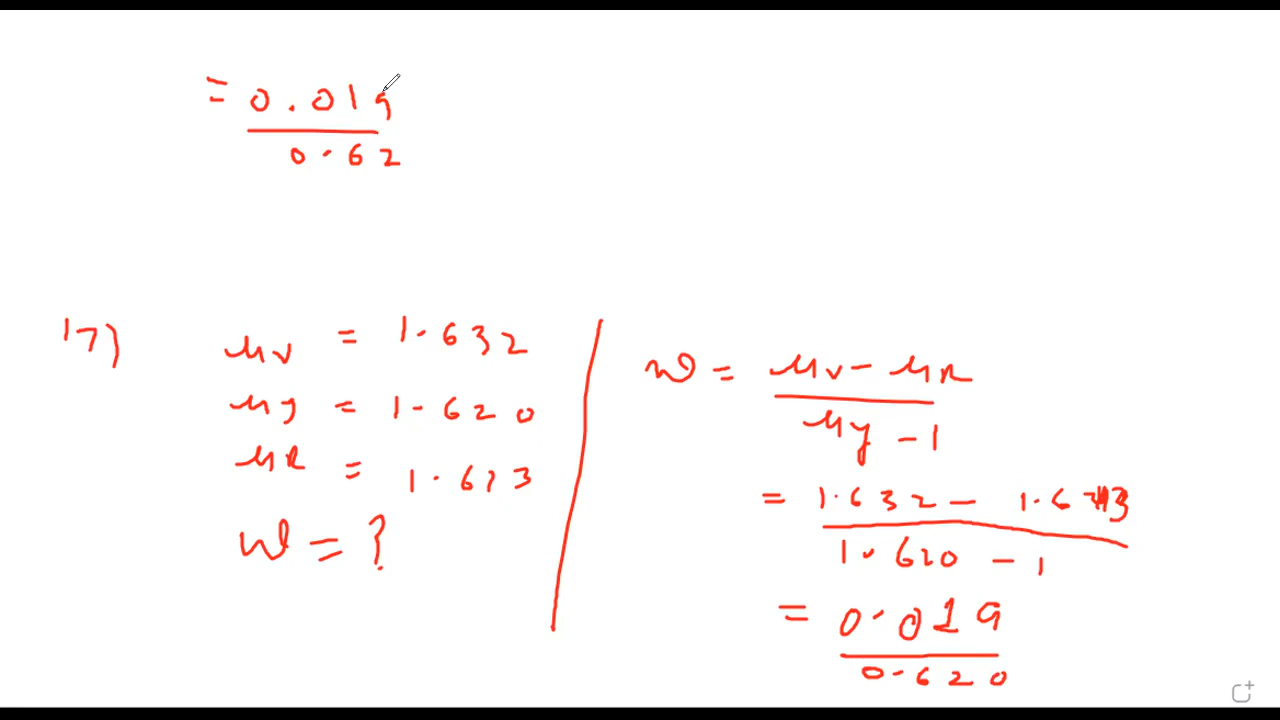 = 0.019
0.62
17)
μv = 1.632
μy = 1.620
μR = 1.613
ω = ?
ω = μv - μR
μy - 1
= 1.632 - 1.613
1.620 - 1
= 0.019
0.620